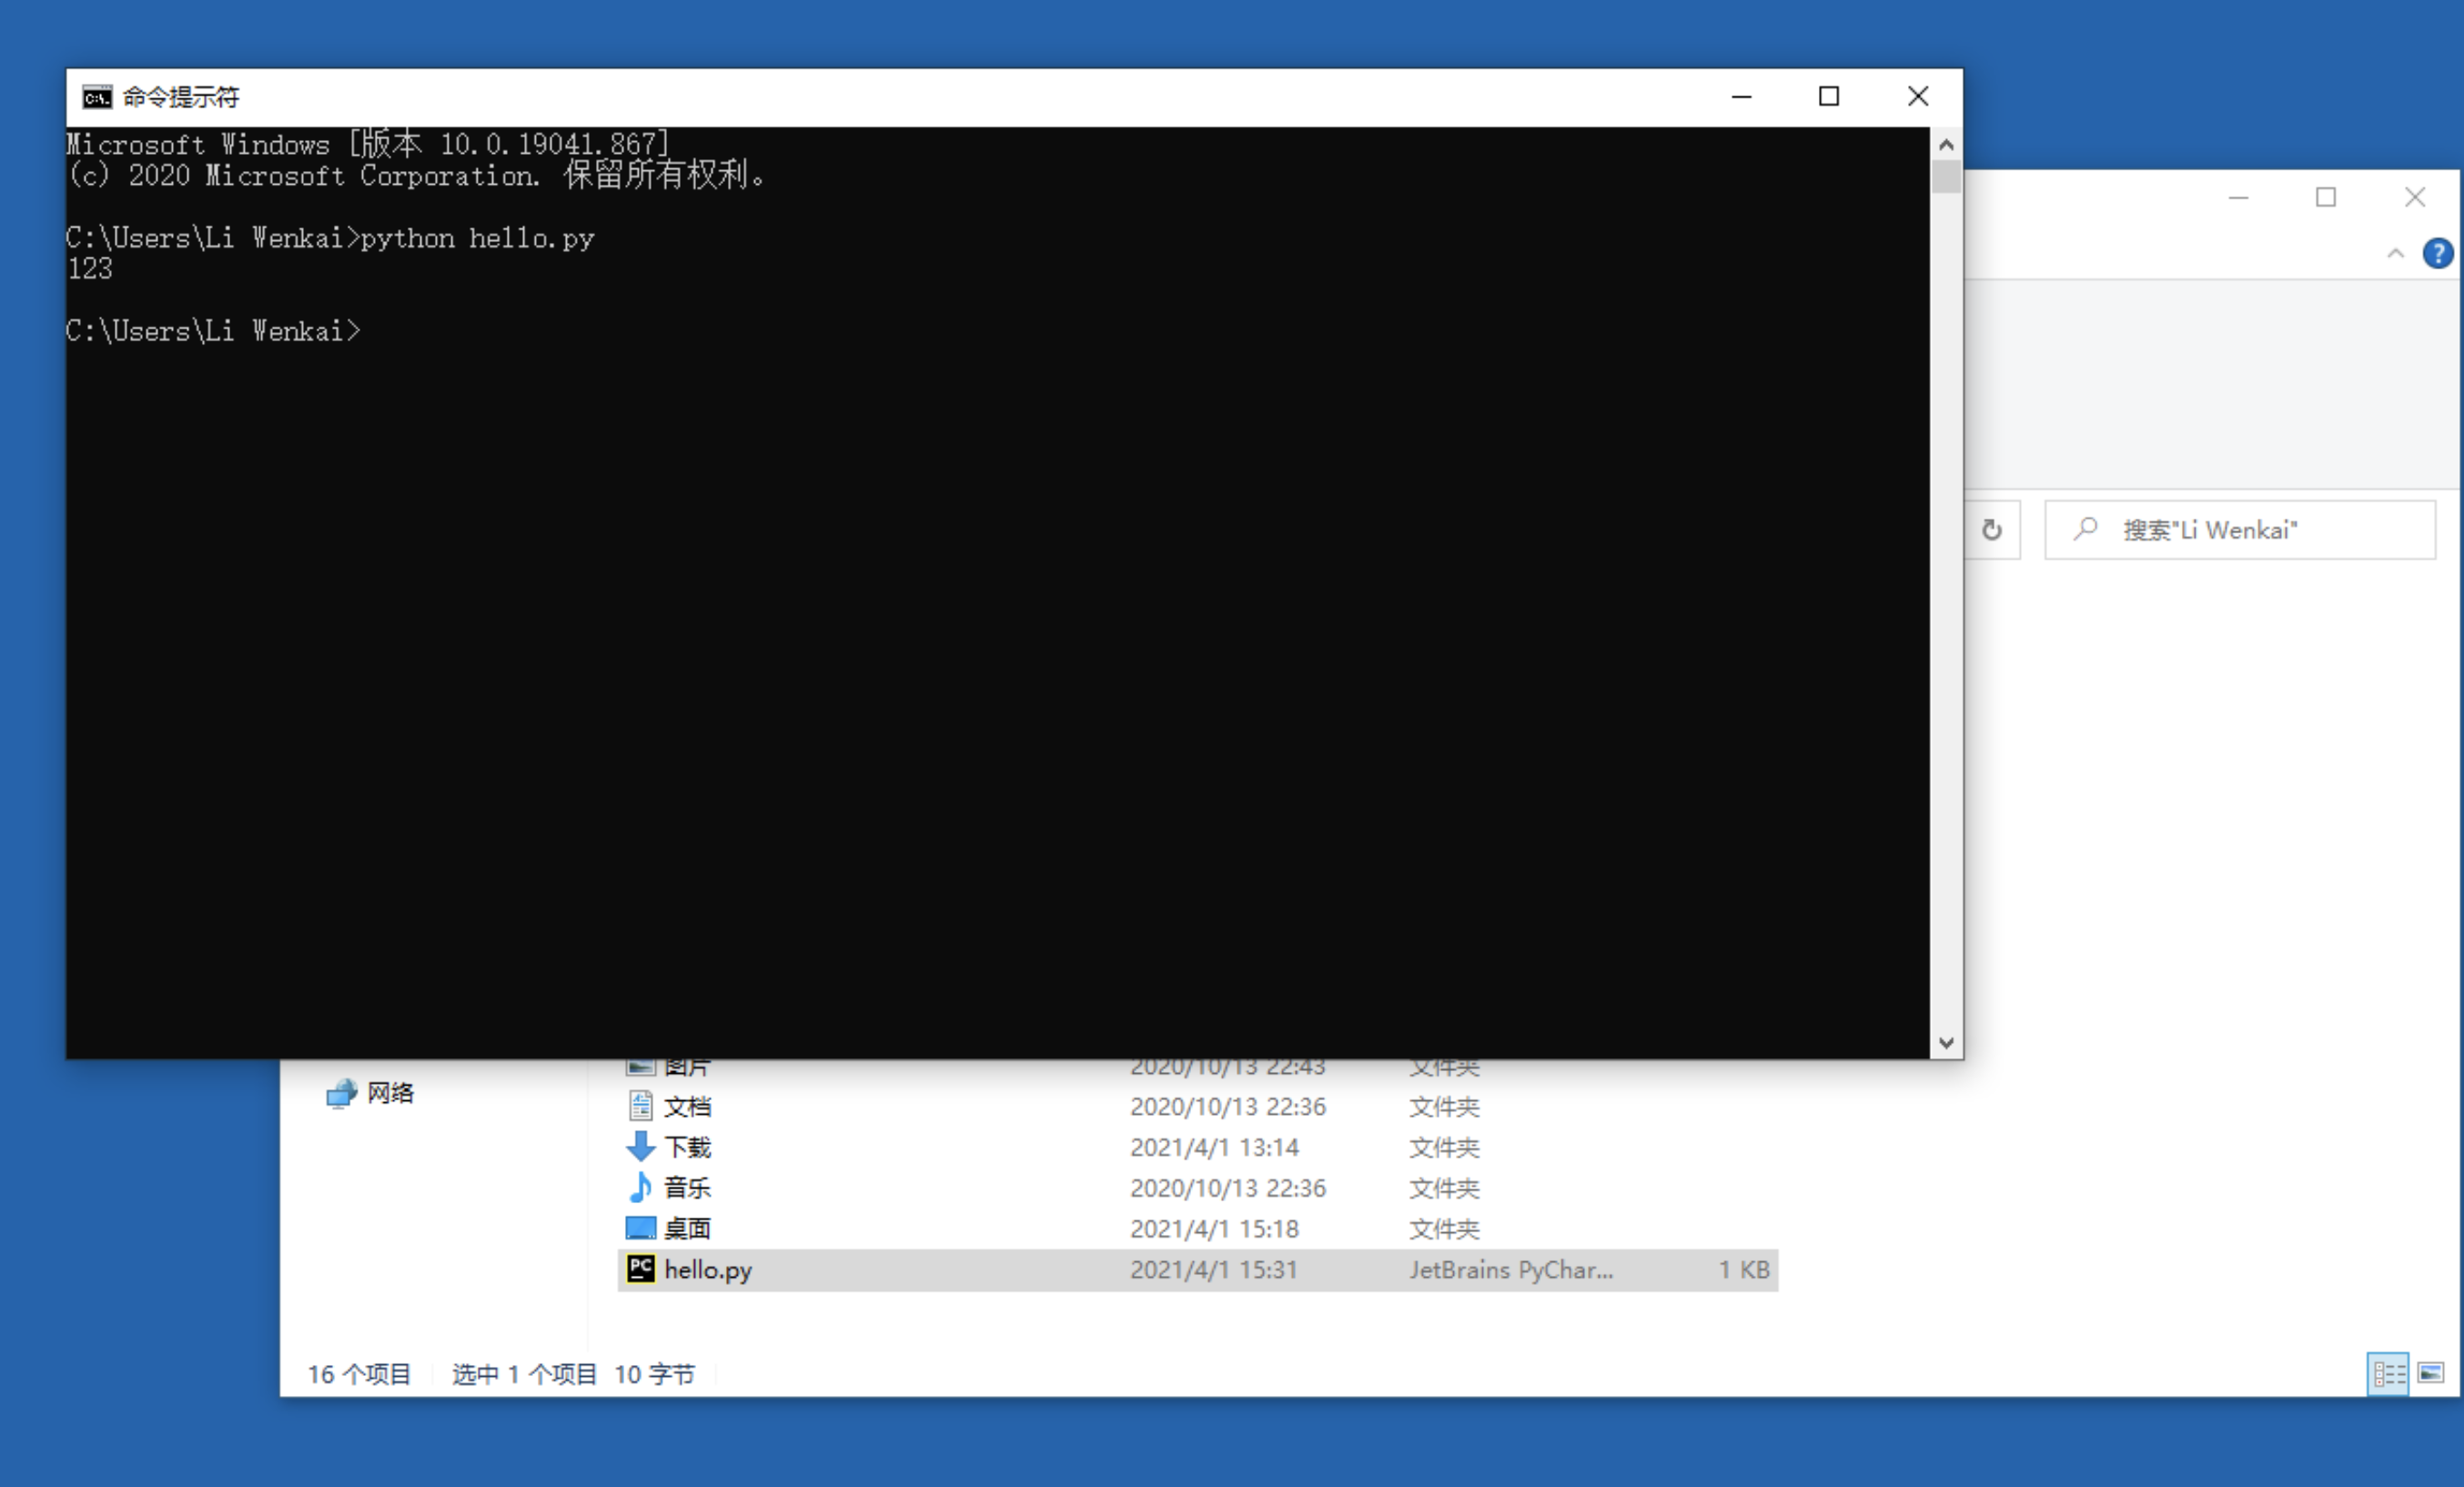 命令提示符
Microsoft Windows [版本 10.0.19041.867]
(c) 2020 Microsoft Corporation. 保留所有权利。
C:\Users\Li Wenkai>python hello.py
123
C:\Users\Li Wenkai>
搜索"Li Wenkai"
网络
图片 2020/10/13 22:43 文件夹
文档 2020/10/13 22:36 文件夹
下载 2021/4/1 13:14 文件夹
音乐 2020/10/13 22:36 文件夹
桌面 2021/4/1 15:18 文件夹
PC hello.py 2021/4/1 15:31 JetBrains PyChar... 1 KB
16 个项目 选中 1 个项目 10 字节